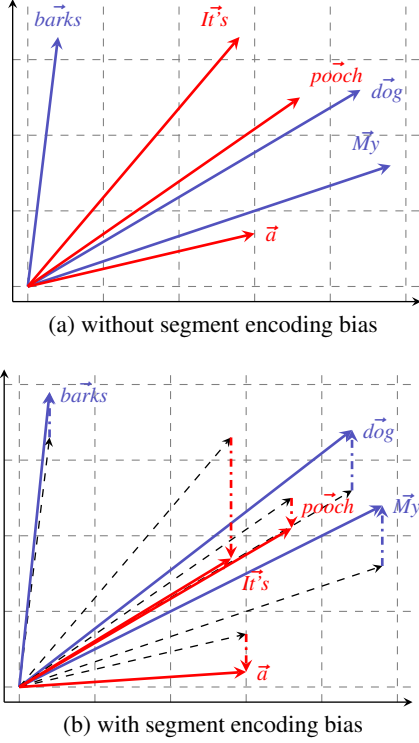 barks⃗ It's⃗
pooch⃗
dog⃗
My⃗
a⃗
(a) without segment encoding bias
barks⃗
dog⃗
pooch⃗ My⃗
It's⃗
a⃗
(b) with segment encoding bias